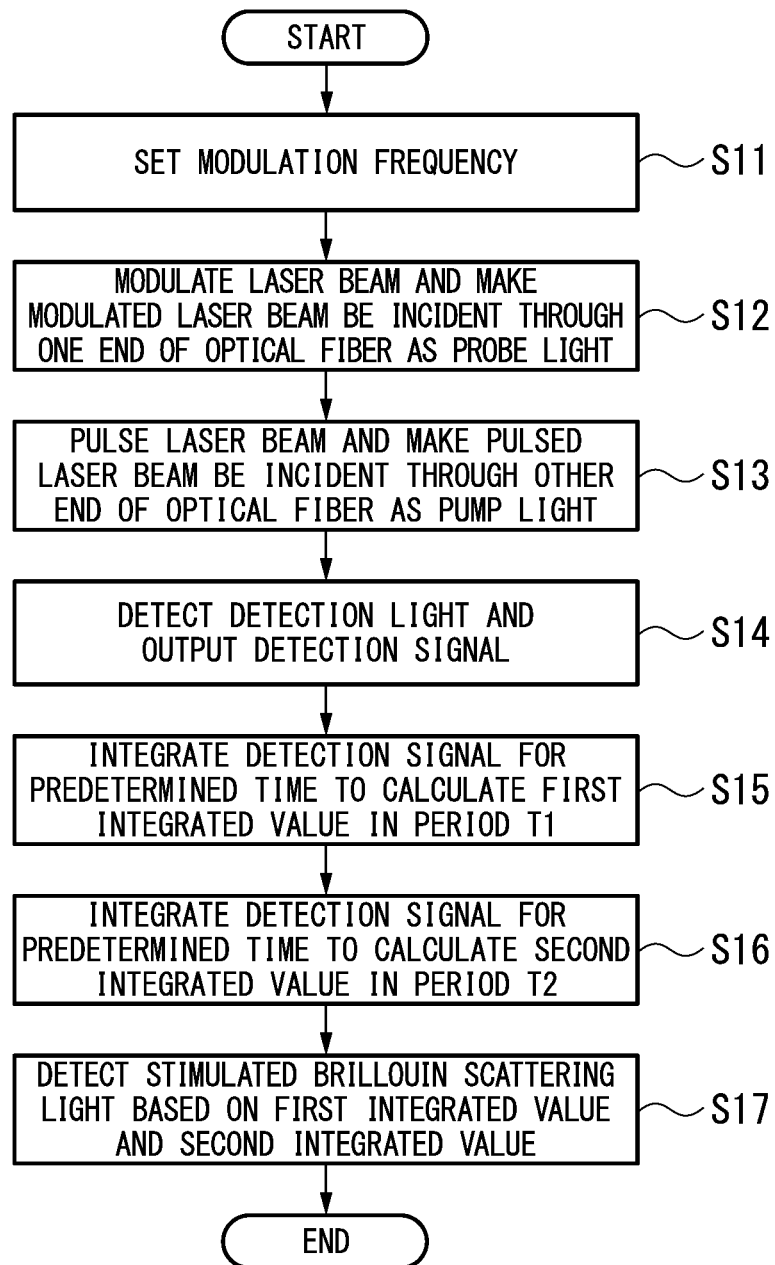 START
SET MODULATION FREQUENCY
S11
MODULATE LASER BEAM AND MAKE
MODULATED LASER BEAM BE INCIDENT THROUGH
ONE END OF OPTICAL FIBER AS PROBE LIGHT
S12
PULSE LASER BEAM AND MAKE PULSED
LASER BEAM BE INCIDENT THROUGH OTHER
END OF OPTICAL FIBER AS PUMP LIGHT
S13
DETECT DETECTION LIGHT AND
OUTPUT DETECTION SIGNAL
S14
INTEGRATE DETECTION SIGNAL FOR
PREDETERMINED TIME TO CALCULATE FIRST
INTEGRATED VALUE IN PERIOD T1
S15
INTEGRATE DETECTION SIGNAL FOR
PREDETERMINED TIME TO CALCULATE SECOND
INTEGRATED VALUE IN PERIOD T2
S16
DETECT STIMULATED BRILLOUIN SCATTERING
LIGHT BASED ON FIRST INTEGRATED VALUE
AND SECOND INTEGRATED VALUE
S17
END